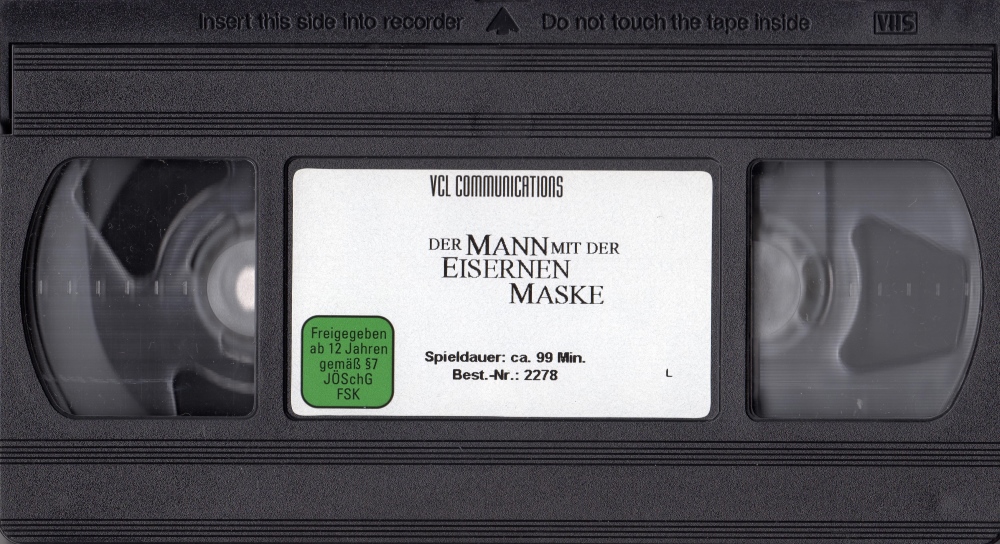 Insert this side into recorder Do not touch the tape inside VHS
VCL COMMUNICATIONS
DER MANN MIT DER
EISERNEN
MASKE
Freigegeben
ab 12 Jahren
gemäß §7
JÖSchG
FSK
Spieldauer: ca. 99 Min.
Best.-Nr.: 2278
L